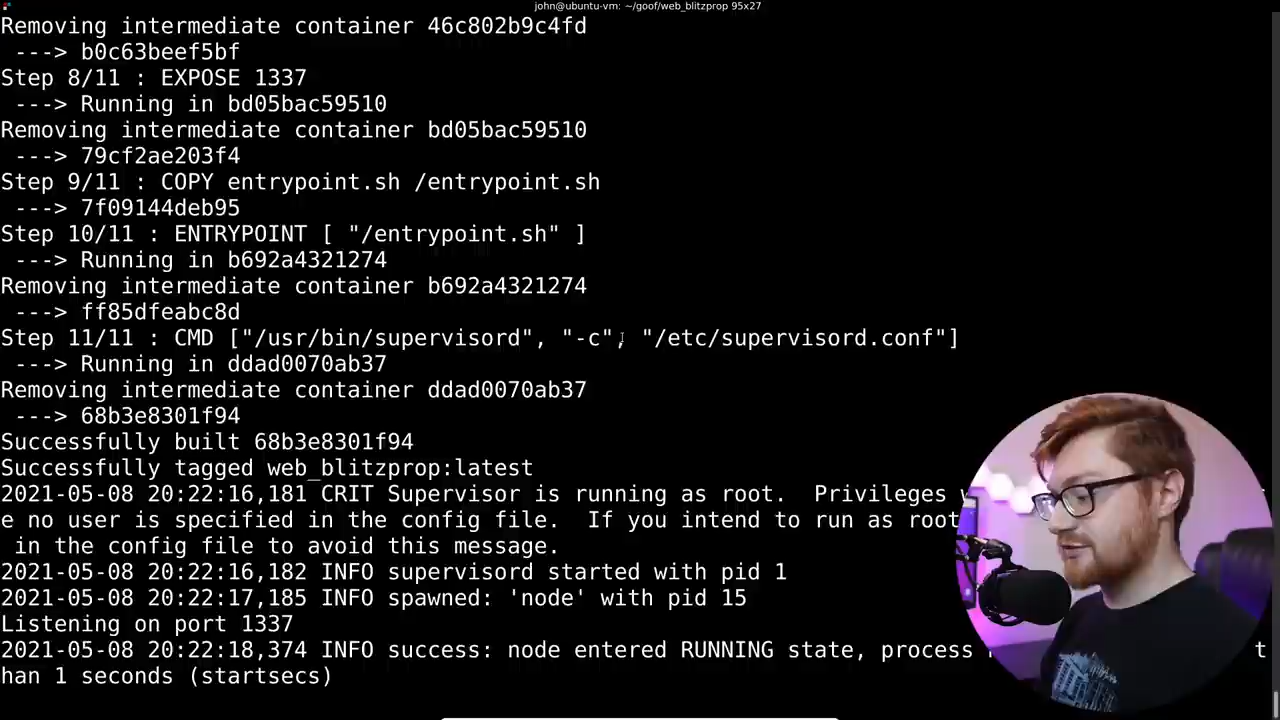 john@ubuntu-vm: ~/goof/web_blitzprop 95x27
Removing intermediate container 46c802b9c4fd
---> b0c63beef5bf
Step 8/11 : EXPOSE 1337
---> Running in bd05bac59510
Removing intermediate container bd05bac59510
---> 79cf2ae203f4
Step 9/11 : COPY entrypoint.sh /entrypoint.sh
---> 7f09144deb95
Step 10/11 : ENTRYPOINT [ "/entrypoint.sh" ]
---> Running in b692a4321274
Removing intermediate container b692a4321274
---> ff85dfeabc8d
Step 11/11 : CMD ["/usr/bin/supervisord", "-c", "/etc/supervisord.conf"]
---> Running in ddad0070ab37
Removing intermediate container ddad0070ab37
---> 68b3e8301f94
Successfully built 68b3e8301f94
Successfully tagged web_blitzprop:latest
2021-05-08 20:22:16,181 CRIT Supervisor is running as root.  Privileges
e no user is specified in the config file.  If you intend to run as root
in the config file to avoid this message.
2021-05-08 20:22:16,182 INFO supervisord started with pid 1
2021-05-08 20:22:17,185 INFO spawned: 'node' with pid 15
Listening on port 1337
2021-05-08 20:22:18,374 INFO success: node entered RUNNING state, process t
han 1 seconds (startsecs)